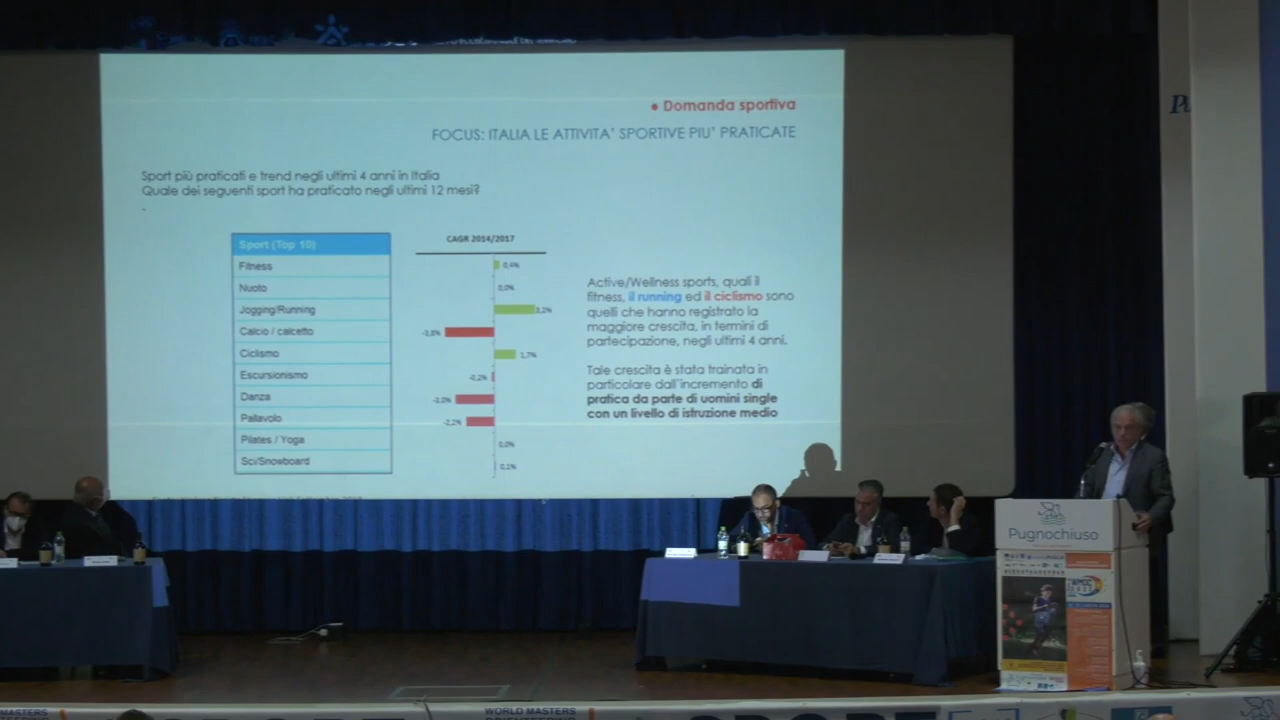 • Domanda sportiva
FOCUS: ITALIA LE ATTIVITA' SPORTIVE PIU' PRATICATE
Sport più praticati e trend negli ultimi 4 anni in Italia
Quale dei seguenti sport ha praticato negli ultimi 12 mesi?
Sport (Top 10)
CAGR 2014/2017
Fitness
0,4%
Nuoto
0,0%
Jogging/Running
3,2%
Calcio / calcetto
Ciclismo
1,7%
Escursionismo
-0,2%
Danza
-3,0%
Pallavolo
-2,2%
Pilates / Yoga
0,0%
Sci/Snowboard
0,1%
Active/Wellness sports, quali il
fitness, il running ed il ciclismo sono
quelli che hanno registrato la
maggiore crescita, in termini di
partecipazione, negli ultimi 4 anni.
Tale crescita è stata trainata in
particolare dall'incremento di
pratica da parte di uomini single
con un livello di istruzione medio
Pugnochiuso
WORLD MASTERS